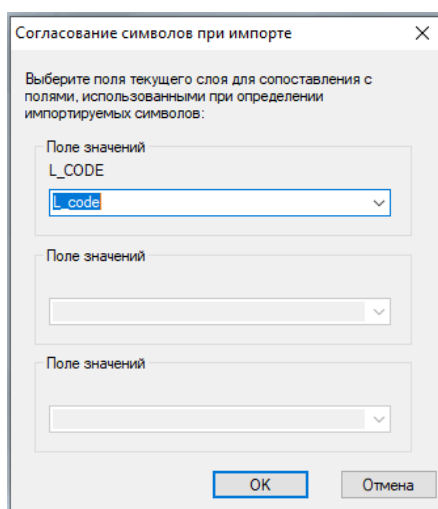 Согласование символов при импорте
Выберите поля текущего слоя для сопоставления с
полями, использованными при определении
импортируемых символов:
Поле значений
L_CODE
L_code
Поле значений
Поле значений
OK
Отмена